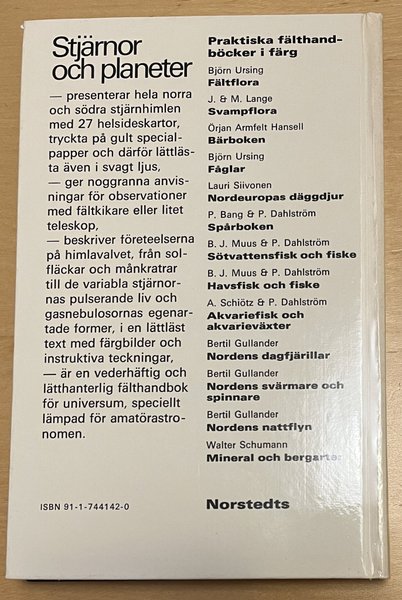 Stjärnor
och planeter
— presenterar hela norra
och södra stjärnhimlen
med 27 helsideskartor,
tryckta på gult special-
papper och därför lättläs-
ta även i svagt ljus,
— ger noggranna anvis-
ningar för observationer
med fältkikare eller litet
teleskop,
— beskriver företeelserna
på himlavalvet, från sol-
fläckar och månkratrar
till de variabla stjärnor-
nas pulserande liv och
gasnebulosornas egenar-
tade former, i en lättläst
text med färgbilder och
instruktiva teckningar,
— är en vederhäftig och
lätthanterlig fälthandbok
för universum, speciellt
lämpad för amatörastro-
nomen.
ISBN 91-1-744142-0
Praktiska fälthand-
böcker i färg
Björn Ursing
Fältflora
J. & M. Lange
Svampflora
Örjan Armfelt Hansell
Bärboken
Björn Ursing
Fåglar
Lauri Siivonen
Nordeuropas däggdjur
P. Bang & P. Dahlström
Spårboken
B. J. Muus & P. Dahlström
Sötvattensfisk och fiske
B. J. Muus & P. Dahlström
Havsfisk och fiske
A. Schiötz & P. Dahlström
Akvariefisk och
akvarieväxter
Bertil Gullander
Nordens dagfjärillar
Bertil Gullander
Nordens svärmare och
spinnare
Bertil Gullander
Nordens nattflyn
Walter Schumann
Mineral och bergarter
Norstedts